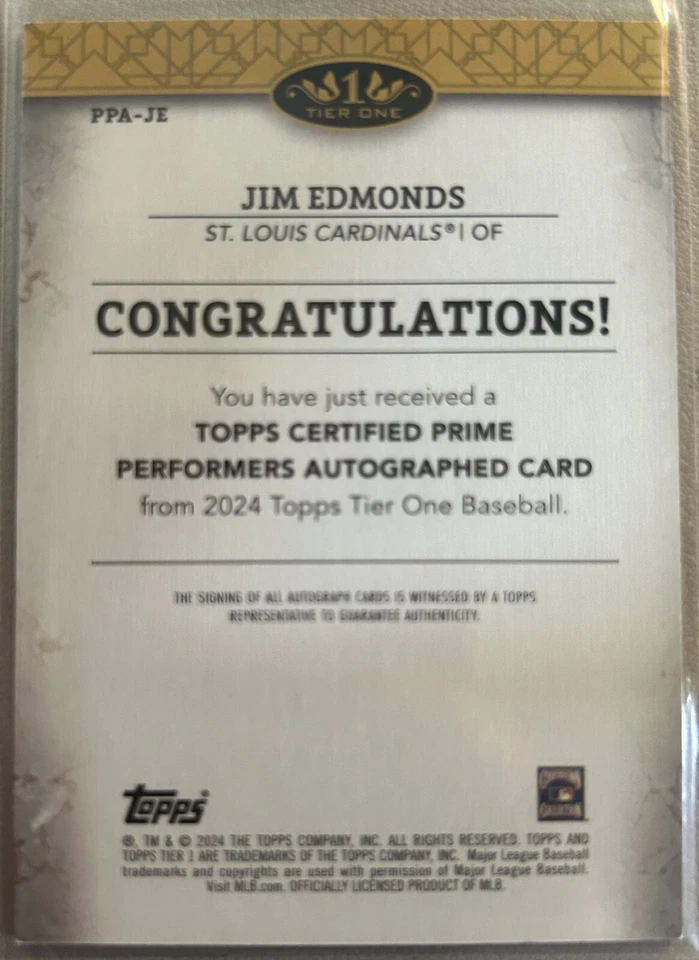 1
TIER ONE
PPA-JE
JIM EDMONDS
ST. LOUIS CARDINALS® | OF
CONGRATULATIONS!
You have just received a
TOPPS CERTIFIED PRIME
PERFORMERS AUTOGRAPHED CARD
from 2024 Topps Tier One Baseball.
THE SIGNING OF ALL AUTOGRAPH CARDS IS WITNESSED BY A TOPPS
REPRESENTATIVE TO GUARANTEE AUTHENTICITY.
topps
®, TM & © 2024 THE TOPPS COMPANY, INC. ALL RIGHTS RESERVED. TOPPS AND
TOPPS TIER 1 ARE TRADEMARKS OF THE TOPPS COMPANY, INC. Major League Baseball
trademarks and copyrights are used with permission of Major League Baseball.
Visit MLB.com. OFFICIALLY LICENSED PRODUCT OF MLB.